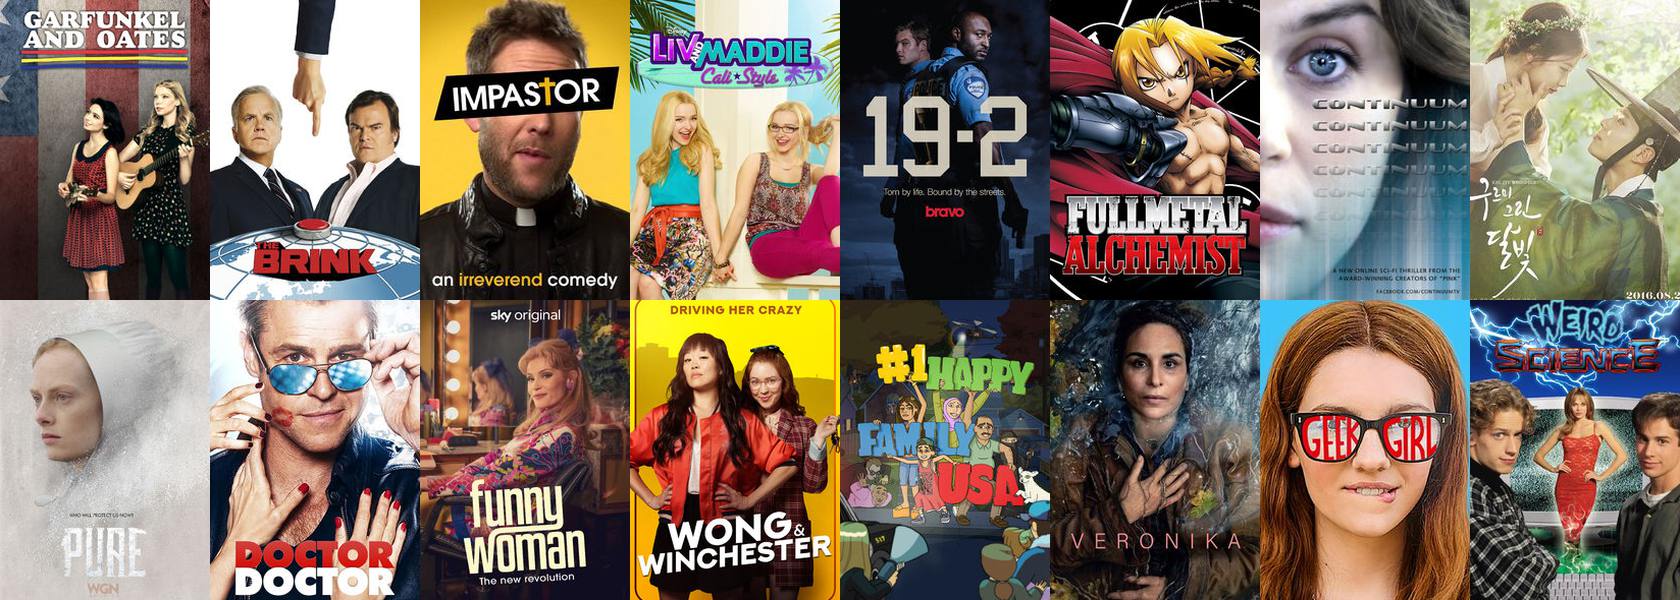 GARFUNKEL
AND OATES
THE
BRINK
IMPASTOR
an irreverend comedy
LIV AND MADDIE
Cali Style
19-2
Torn by life. Bound by the streets.
bravo
FULLMETAL
ALCHEMIST
CONTINUUM
CONTINUUM
CONTINUUM
CONTINUUM
CONTINUUM
A NEW ONLINE SCI-FI THRILLER FROM THE
AWARD-WINNING CREATORS OF "PINK"
FACEBOOK.COM/CONTINUUMTV
구르미
그린
달빛
2016.08.2
WHO WILL PROTECT US NOW?
PURE
WGN
DOCTOR
DOCTOR
sky original
funny
woman
The new revolution
DRIVING HER CRAZY
WONG &
WINCHESTER
#1 HAPPY
FAMILY
USA
VERONIKA
GEEK GIRL
WEIRD
SCIENCE